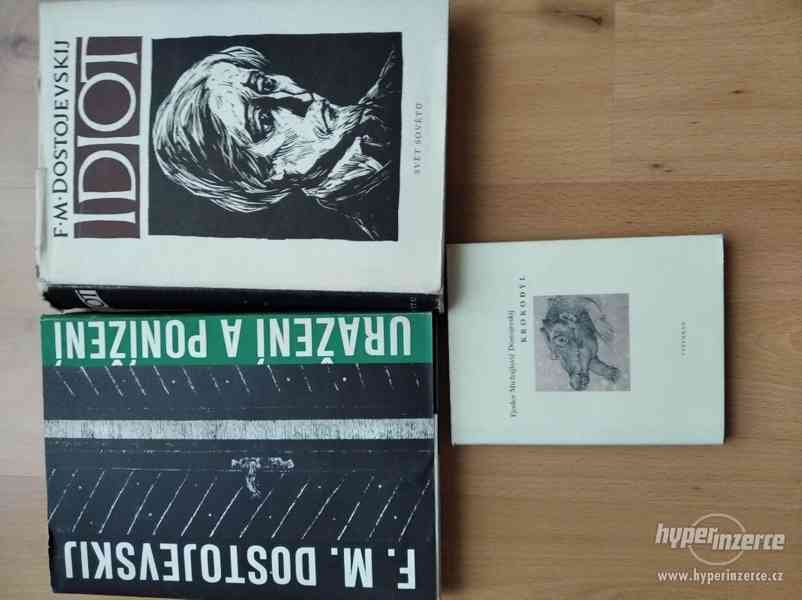 F·M·DOSTOJEVSKIJ
IDIOT
SVĚT SOVĚTŮ
F. M. DOSTOJEVSKIJ
URAŽENÍ A PONÍŽENÍ
Fjodor Michajlovič Dostojevskij
KROKODÝL
hyperinzerce
www.hyperinzerce.cz